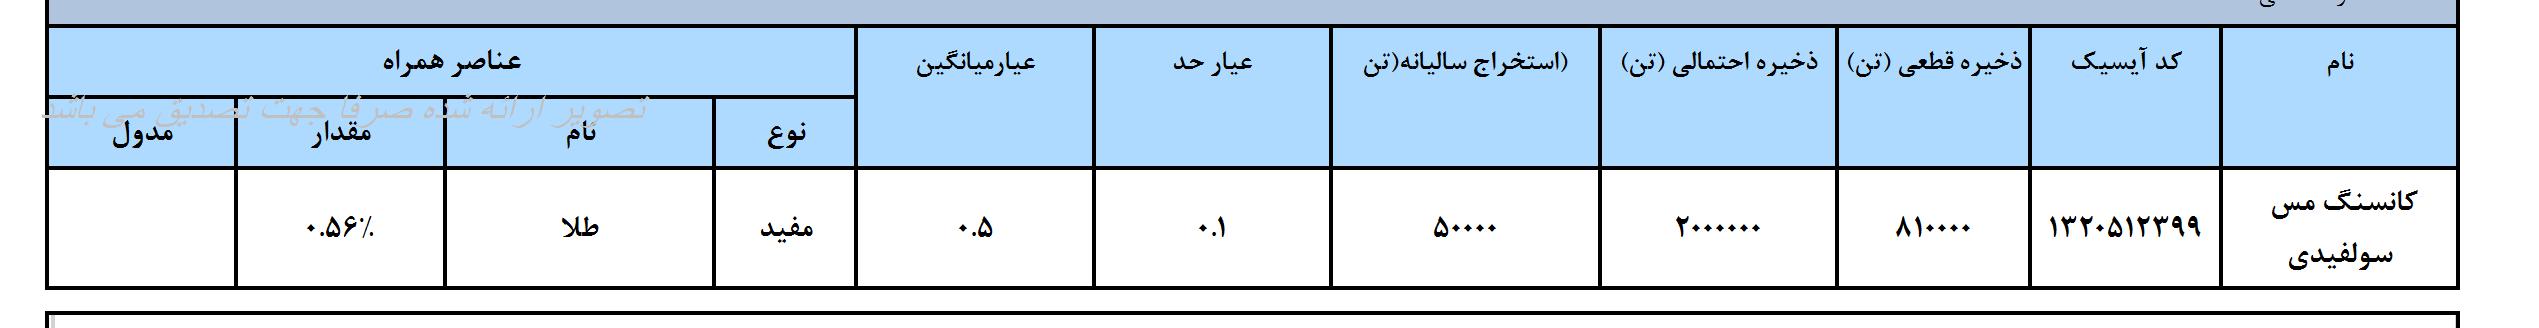 نام
کد آیسیک
ذخیره قطعی (تن)
ذخیره احتمالی (تن)
(استخراج سالیانه(تن
عیار حد
عیارمیانگین
عناصر همراه
تصویر ارائه شده صرفا جهت تصدیق می باشد
نوع
نام
مقدار
مدول
کانسنگ مس
سولفیدی
۱۳۲۰۵۱۲۳۹۹
۸۱۰۰۰۰
۲۰۰۰۰۰۰
۵۰۰۰۰
۰.۱
۰.۵
مفید
طلا
۰.۵۶٪